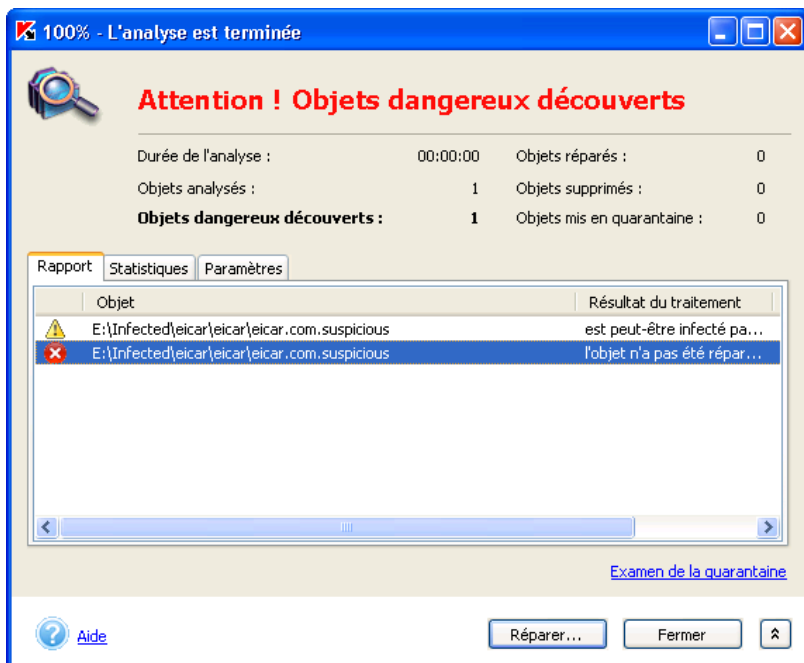 100% - L'analyse est terminée
Attention ! Objets dangereux découverts
Durée de l'analyse : 00:00:00 Objets réparés : 0
Objets analysés : 1 Objets supprimés : 0
Objets dangereux découverts : 1 Objets mis en quarantaine : 0
Rapport Statistiques Paramètres
Objet Résultat du traitement
E:\Infected\eicar\eicar\eicar.com.suspicious est peut-être infecté pa...
E:\Infected\eicar\eicar\eicar.com.suspicious l'objet n'a pas été répar...
Examen de la quarantaine
Aide Réparer... Fermer